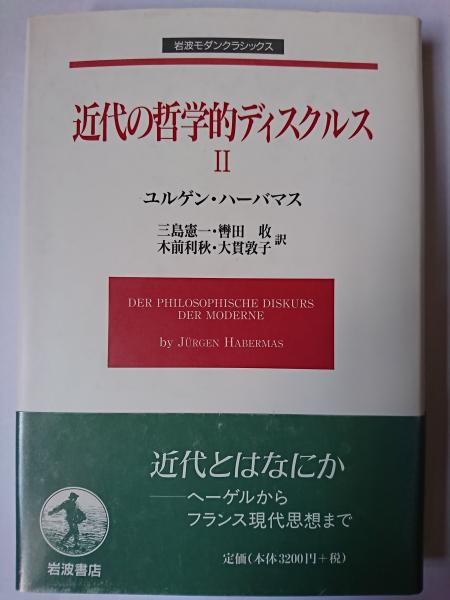 岩波モダンクラシックス
近代の哲学的ディスクルス
II
ユルゲン・ハーバマス
三島憲一・轡田 収
木前利秋・大貫敦子 訳
DER PHILOSOPHISCHE DISKURS
DER MODERNE
by JÜRGEN HABERMAS
近代とはなにか
――ヘーゲルから
フランス現代思想まで
岩波書店
定価(本体3200円+税)